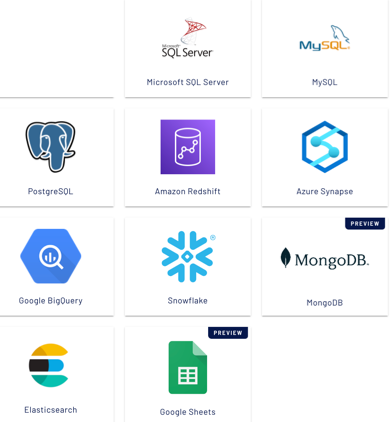 Microsoft
SQL Server
MySQL
Microsoft SQL Server
MySQL
PostgreSQL
Amazon Redshift
Azure Synapse
PREVIEW
MongoDB.
Google BigQuery
Snowflake
MongoDB
PREVIEW
Elasticsearch
Google Sheets